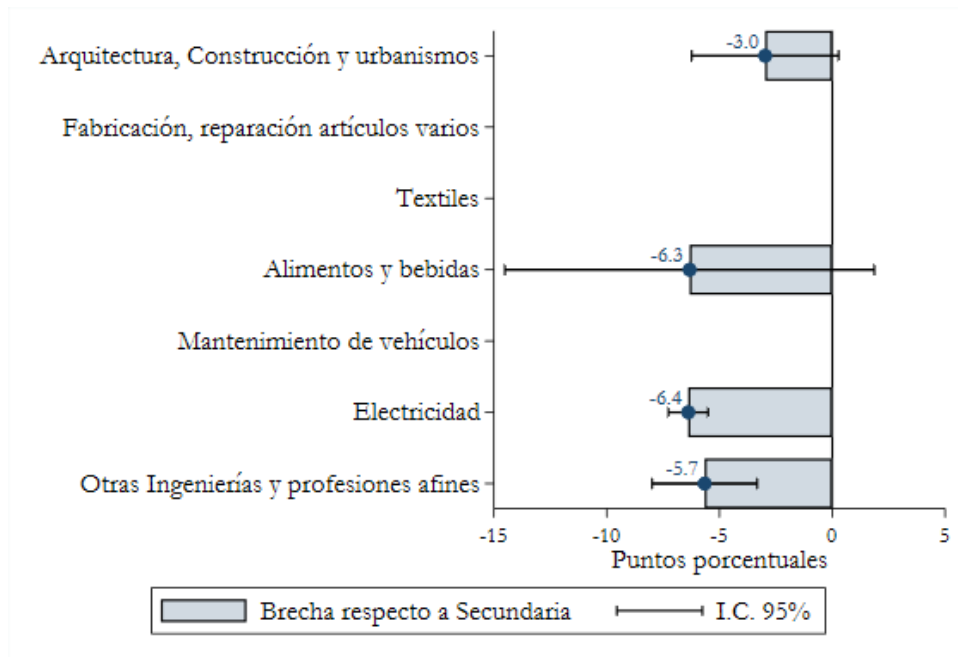 Arquitectura, Construcción y urbanismos
-3.0
Fabricación, reparación artículos varios
Textiles
Alimentos y bebidas
-6.3
Mantenimiento de vehículos
Electricidad
-6.4
Otras Ingenierías y profesiones afines
-5.7
-15 -10 -5 0 5
Puntos porcentuales
Brecha respecto a Secundaria I.C. 95%